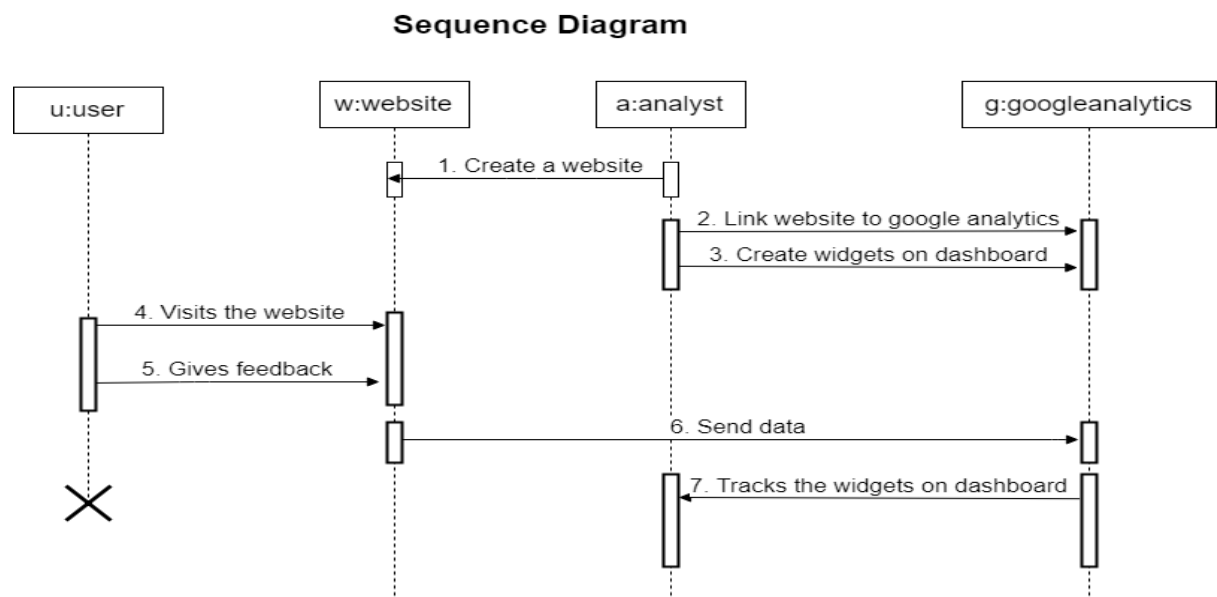 Sequence Diagram
u:user
w:website
a:analyst
g:googleanalytics
1. Create a website
2. Link website to google analytics
3. Create widgets on dashboard
4. Visits the website
5. Gives feedback
6. Send data
7. Tracks the widgets on dashboard